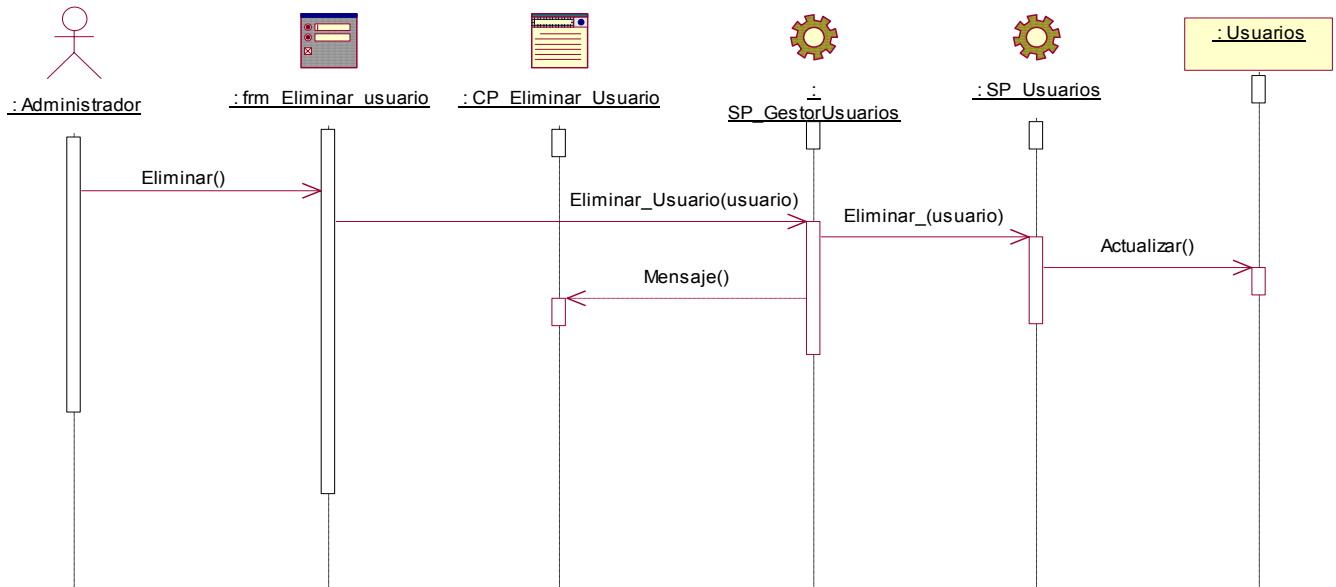 : Administrador
: frm_Eliminar_usuario
: CP_Eliminar_Usuario
:
SP_GestorUsuarios
: SP_Usuarios
: Usuarios
Eliminar()
Eliminar_Usuario(usuario)
Eliminar_(usuario)
Actualizar()
Mensaje()